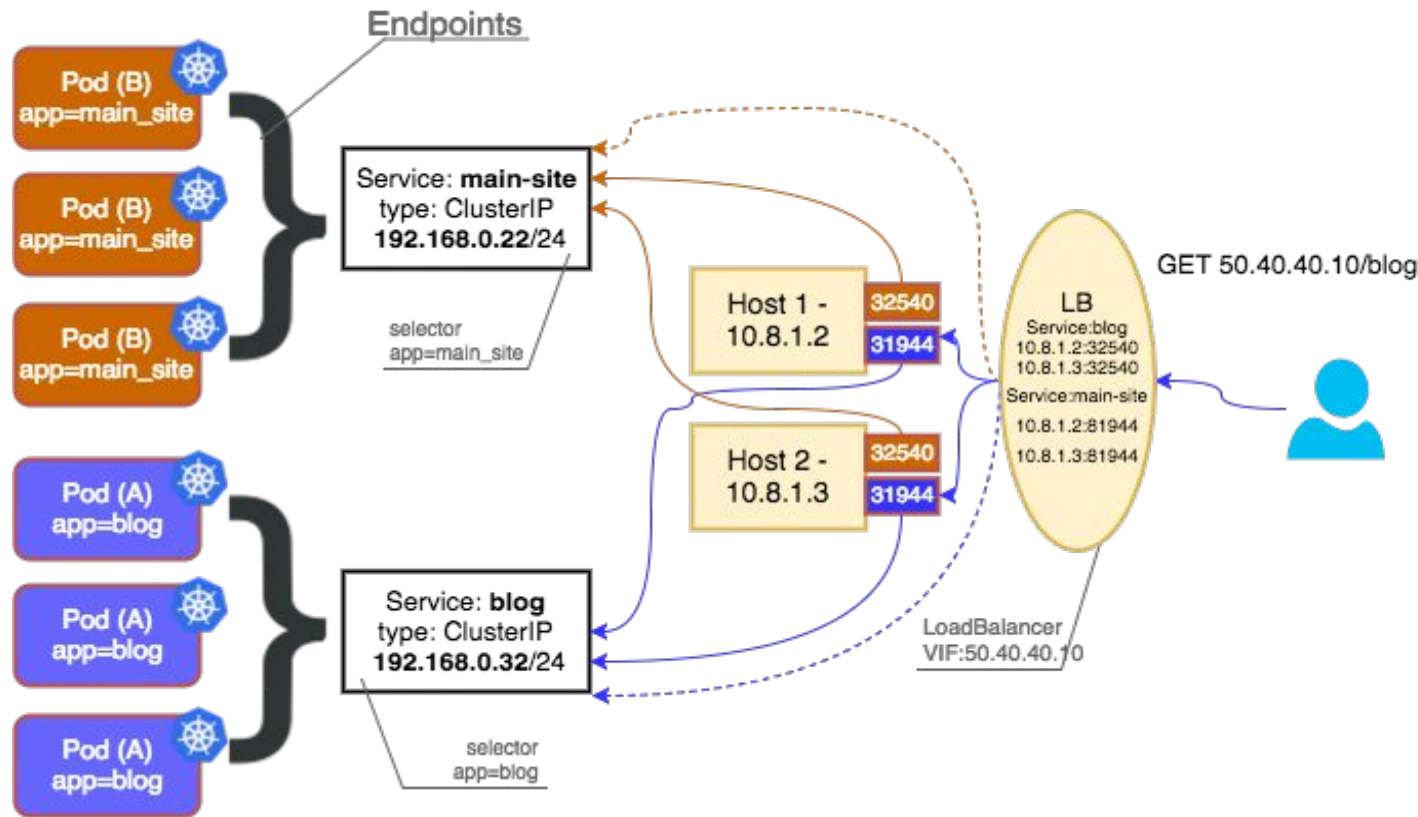 Endpoints
Pod (B)
app=main_site
Pod (B)
app=main_site
Pod (B)
app=main_site
Service: main-site
type: ClusterIP
192.168.0.22/24
selector
app=main_site
Host 1 -
10.8.1.2
32540
31944
Host 2 -
10.8.1.3
32540
31944
LB
Service:blog
10.8.1.2:32540
10.8.1.3:32540
Service:main-site
10.8.1.2:81944
10.8.1.3:81944
GET 50.40.40.10/blog
LoadBalancer
VIF:50.40.40.10
Pod (A)
app=blog
Pod (A)
app=blog
Pod (A)
app=blog
Service: blog
type: ClusterIP
192.168.0.32/24
selector
app=blog